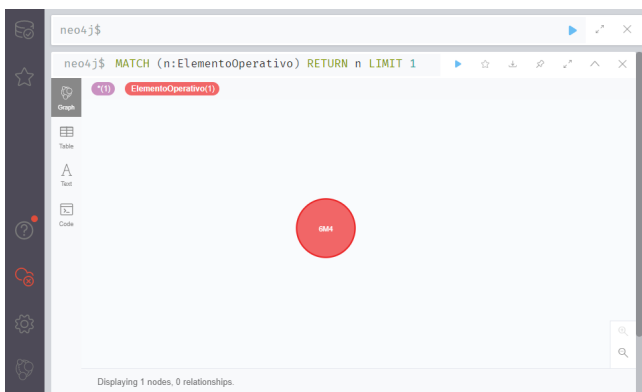 neo4j$
neo4j$ MATCH (n:ElementoOperativo) RETURN n LIMIT 1
*(1) ElementoOperativo(1)
Graph
Table
A
Text
Code
6M4
Displaying 1 nodes, 0 relationships.